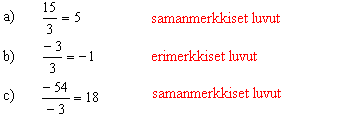 a) 15/3 = 5 samanmerkkiset luvut
b) -3/3 = -1 erimerkkiset luvut
c) -54/-3 = 18 samanmerkkiset luvut